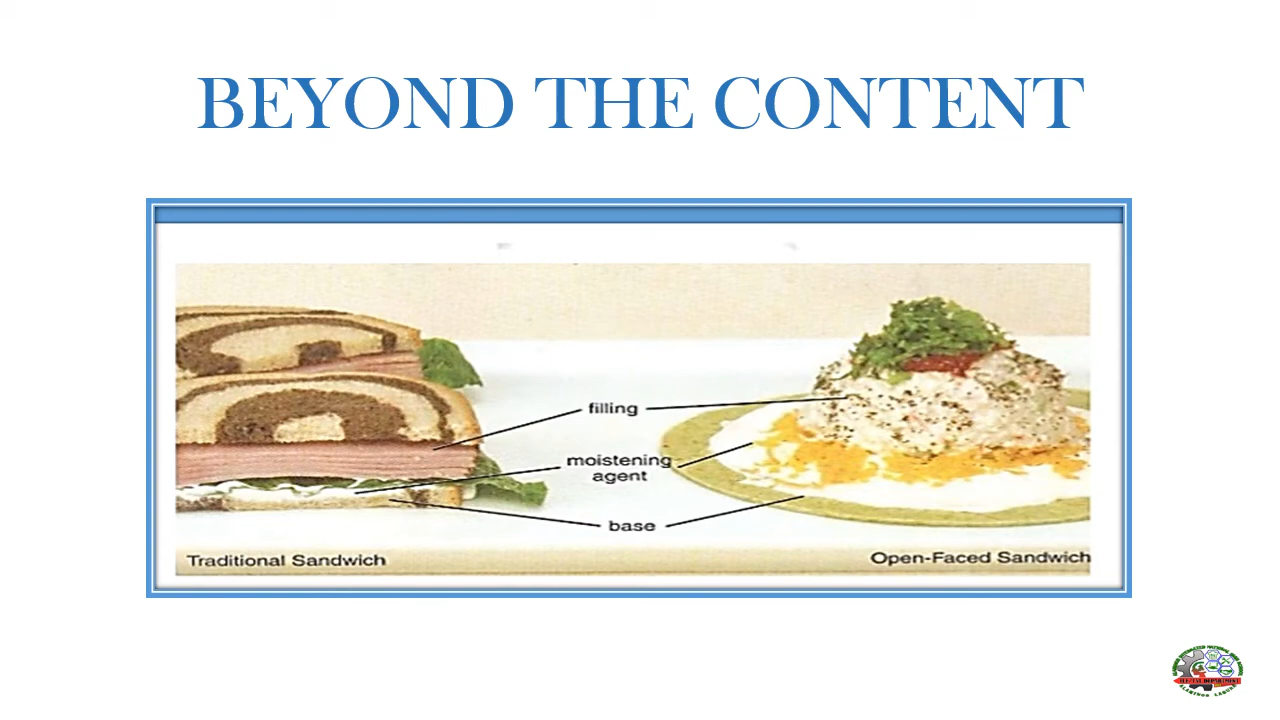 BEYOND THE CONTENT
filling
moistening
agent
base
Traditional Sandwich
Open-Faced Sandwich